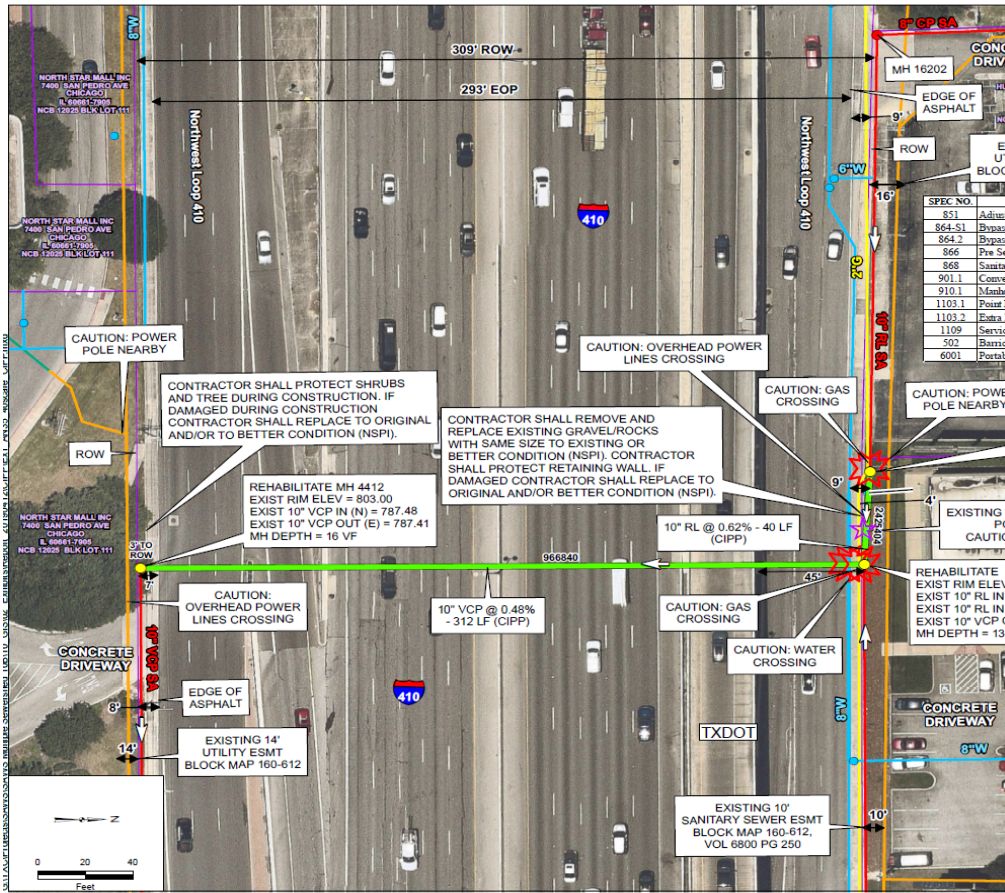 8"W
309' ROW
293' EOP
8" CP SA
MH 16202
EDGE OF
ASPHALT
9'
ROW
6"W
16'
NORTH STAR MALL INC
7400 SAN PEDRO AVE
CHICAGO
IL 60661-7905
NCB 12025 BLK LOT 111
Northwest Loop 410
410
Northwest Loop 410
2"G
10" RL SA
SPEC NO.
851
864-S1
864.2
866
868
901.1
910.1
1103.1 Point
1103.2 Extra
1109
502
6001
NORTH STAR MALL INC
7400 SAN PEDRO AVE
CHICAGO
IL 60661-7905
NCB 12025 BLK LOT 111
CAUTION: POWER
POLE NEARBY
CONTRACTOR SHALL PROTECT SHRUBS
AND TREE DURING CONSTRUCTION. IF
DAMAGED DURING CONSTRUCTION
CONTRACTOR SHALL REPLACE TO ORIGINAL
AND/OR TO BETTER CONDITION (NSPI).
ROW
CAUTION: OVERHEAD POWER
LINES CROSSING
CAUTION: GAS
CROSSING
POLE NEARBY
CONTRACTOR SHALL REMOVE AND
REPLACE EXISTING GRAVEL/ROCKS
WITH SAME SIZE TO EXISTING OR
BETTER CONDITION (NSPI). CONTRACTOR
SHALL PROTECT RETAINING WALL. IF
DAMAGED CONTRACTOR SHALL REPLACE TO
ORIGINAL AND/OR BETTER CONDITION (NSPI).
REHABILITATE MH 4412
EXIST RIM ELEV = 803.00
EXIST 10" VCP IN (N) = 787.48
EXIST 10" VCP OUT (E) = 787.41
MH DEPTH = 16 VF
NORTH STAR MALL INC
7400 SAN PEDRO AVE
CHICAGO
IL 60661-7905
NCB 12025 BLK LOT 111
3' TO
ROW
7'
9'
4'
10" RL @ 0.62% - 40 LF
(CIPP)
EXISTING
966840
45'
REHABILITATE
EXIST RIM ELEV
EXIST 10" RL IN
EXIST 10" RL IN
EXIST 10" VCP
MH DEPTH = 13
CAUTION:
OVERHEAD POWER
LINES CROSSING
10" VCP @ 0.48%
- 312 LF (CIPP)
CAUTION: GAS
CROSSING
CAUTION: WATER
CROSSING
10" VCP SA
CONCRETE
DRIVEWAY
8'
EDGE OF
ASPHALT
14'
EXISTING 14'
UTILITY ESMT
BLOCK MAP 160-612
410
TXDOT
8"W
CONCRETE
DRIVEWAY
8"W
EXISTING 10'
SANITARY SEWER ESMT
BLOCK MAP 160-612,
VOL 6800 PG 250
10'
N
0 20 40
Feet